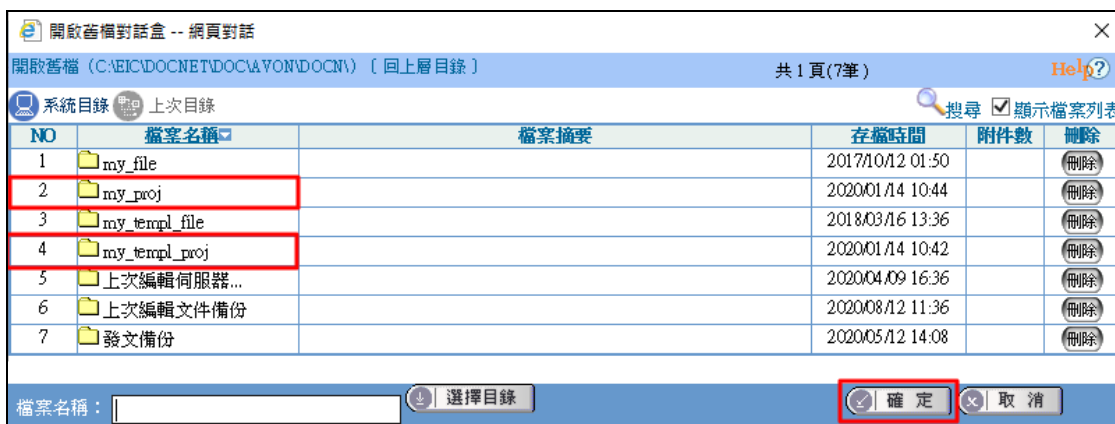 開啟舊檔對話盒 -- 網頁對話
開啟舊檔（C:\EIC\DOCNET\DOC\AVON\DOCN\）〔回上層目錄〕 共1頁(7筆) Help?
系統目錄 上次目錄 搜尋 顯示檔案列表
NO 檔案名稱 檔案摘要 存檔時間 附件數 刪除
1 my_file 2017/10/12 01:50 刪除
2 my_proj 2020/01/14 10:44 刪除
3 my_templ_file 2018/03/16 13:36 刪除
4 my_templ_proj 2020/01/14 10:42 刪除
5 上次編輯伺服器... 2020/04/09 16:36 刪除
6 上次編輯文件備份 2020/08/12 11:36 刪除
7 發文備份 2020/05/12 14:08 刪除
檔案名稱： 選擇目錄 確定 取消